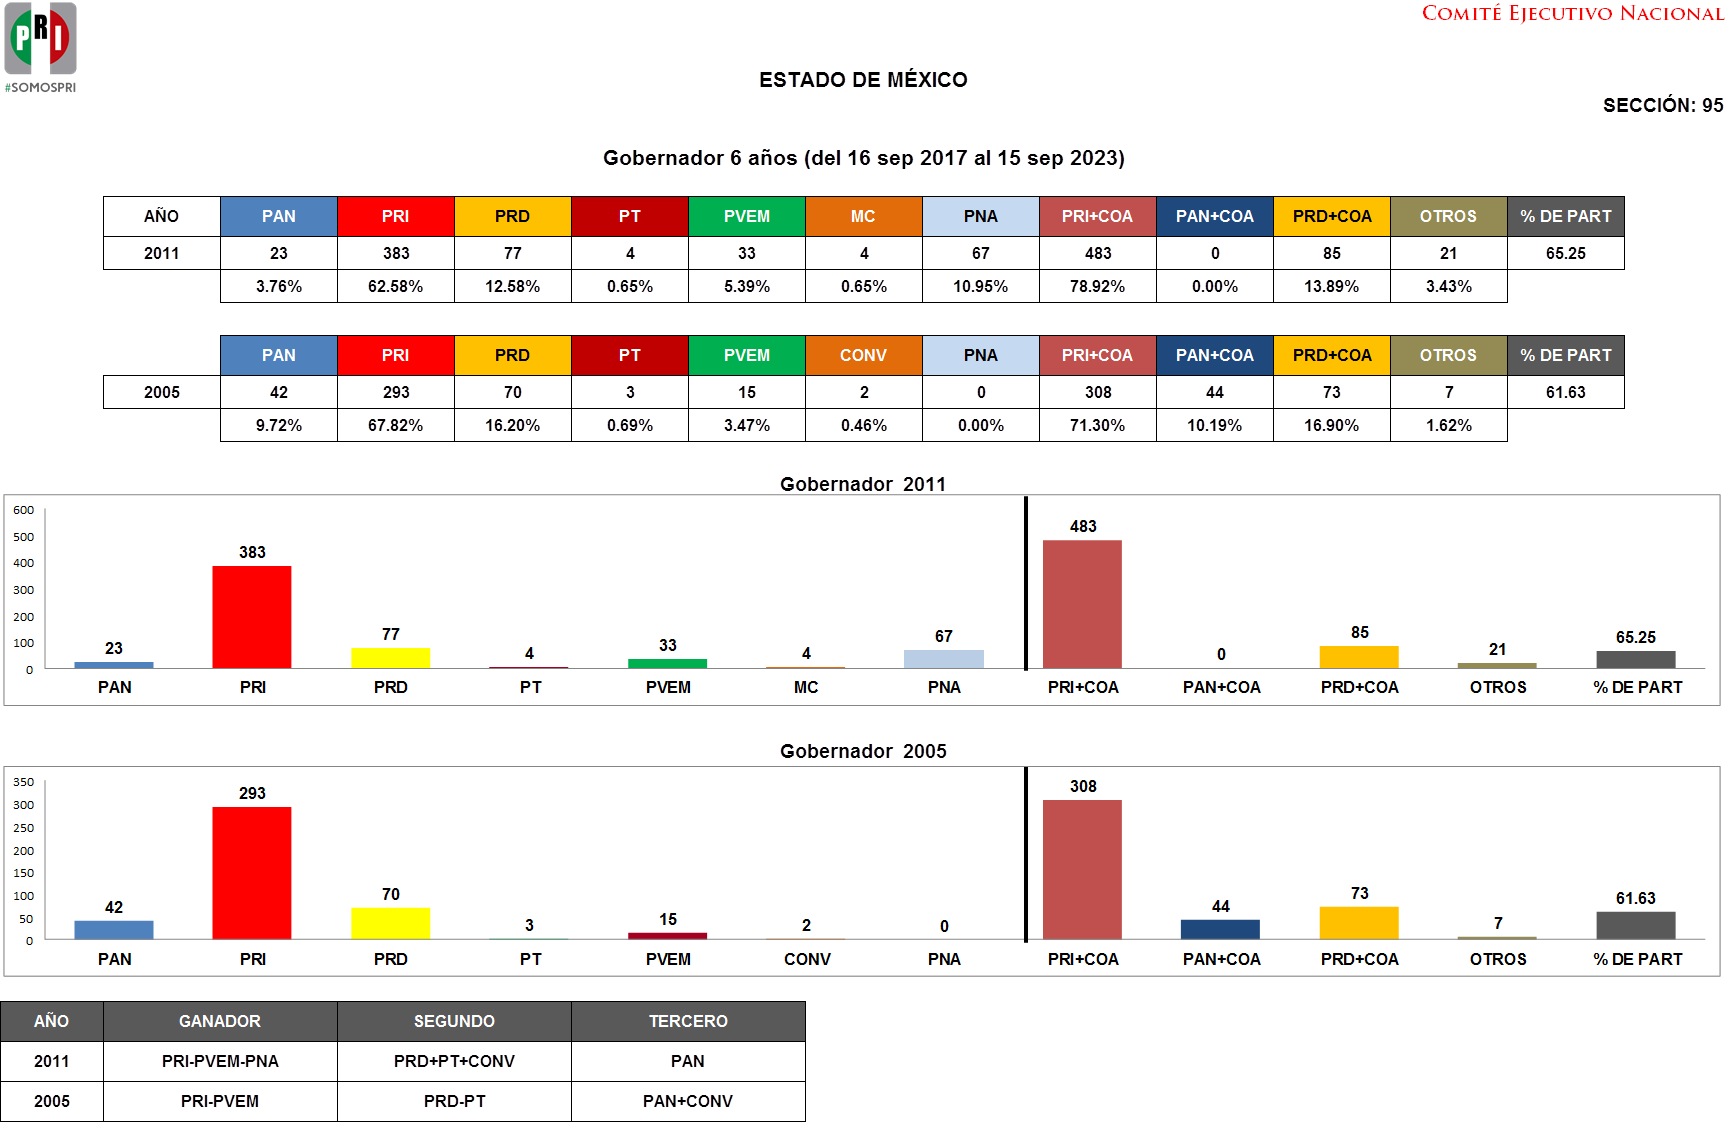 PRI
#SOMOSPRI
COMITÉ EJECUTIVO NACIONAL
ESTADO DE MÉXICO
SECCIÓN: 95
Gobernador 6 años (del 16 sep 2017 al 15 sep 2023)
AÑO PAN PRI PRD PT PVEM MC PNA PRI+COA PAN+COA PRD+COA OTROS % DE PART
2011 23 383 77 4 33 4 67 483 0 85 21 65.25
3.76% 62.58% 12.58% 0.65% 5.39% 0.65% 10.95% 78.92% 0.00% 13.89% 3.43%
PAN PRI PRD PT PVEM CONV PNA PRI+COA PAN+COA PRD+COA OTROS % DE PART
2005 42 293 70 3 15 2 0 308 44 73 7 61.63
9.72% 67.82% 16.20% 0.69% 3.47% 0.46% 0.00% 71.30% 10.19% 16.90% 1.62%
Gobernador 2011
600
500
400
300
200
100
0
23 383 77 4 33 4 67 483 0 85 21 65.25
PAN PRI PRD PT PVEM MC PNA PRI+COA PAN+COA PRD+COA OTROS % DE PART
Gobernador 2005
350
300
250
200
150
100
50
0
42 293 70 3 15 2 0 308 44 73 7 61.63
PAN PRI PRD PT PVEM CONV PNA PRI+COA PAN+COA PRD+COA OTROS % DE PART
AÑO GANADOR SEGUNDO TERCERO
2011 PRI-PVEM-PNA PRD+PT+CONV PAN
2005 PRI-PVEM PRD-PT PAN+CONV